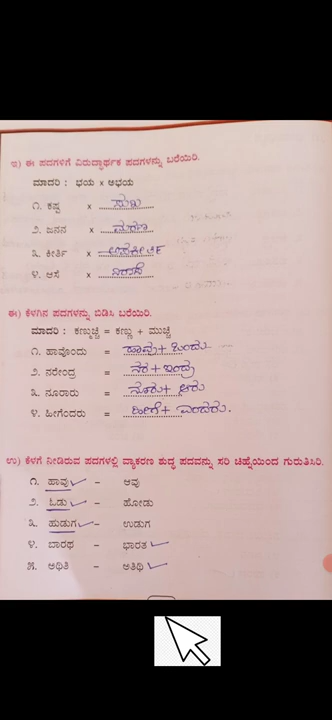 ಇ) ಈ ಪದಗಳಿಗೆ ವಿರುದ್ಧಾರ್ಥಕ ಪದಗಳನ್ನು ಬರೆಯಿರಿ.
ಮಾದರಿ : ಭಯ x ಅಭಯ
೧. ಕಷ್ಟ x ಸುಖ
೨. ಜನನ x ಮರಣ
೩. ಕೀರ್ತಿ x ಅಪಕೀರ್ತಿ
೪. ಆಸೆ x ನಿರಾಸೆ
ಈ) ಕೆಳಗಿನ ಪದಗಳನ್ನು ಬಿಡಿಸಿ ಬರೆಯಿರಿ.
ಮಾದರಿ : ಕಣ್ಮುಚ್ಚಿ = ಕಣ್ಣು + ಮುಚ್ಚಿ
೧. ಹಾವೊಂದು = ಹಾವು + ಒಂದು
೨. ನರೇಂದ್ರ = ನರ + ಇಂದ್ರ
೩. ನೂರಾರು = ನೂರು + ಆರು
೪. ಹೀಗೆಂದರು = ಹೀಗೆ + ಎಂದರು.
ಉ) ಕೆಳಗೆ ನೀಡಿರುವ ಪದಗಳಲ್ಲಿ ವ್ಯಾಕರಣ ಶುದ್ಧ ಪದವನ್ನು ಸರಿ ಚಿಹ್ನೆಯಿಂದ ಗುರುತಿಸಿರಿ.
೧. ಹಾವು ✓ – ಆವು
೨. ಓಡು ✓ – ಹೋಡು
೩. ಹುಡುಗ ✓ – ಉಡುಗ
೪. ಬಾರಥ – ಭಾರತ ✓
೫. ಅಥಿತಿ – ಅತಿಥಿ ✓